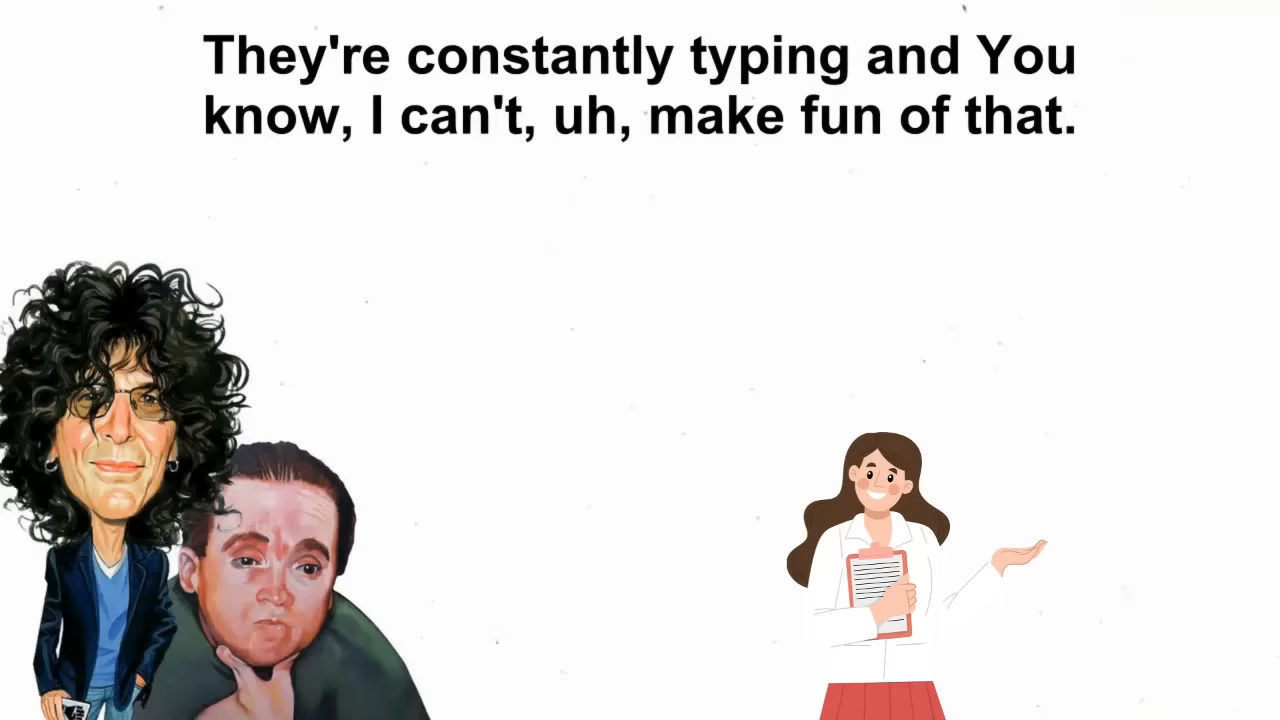 They're constantly typing and You
know, I can't, uh, make fun of that.